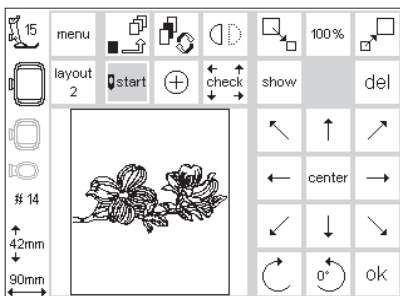 15
menu
100%
layout
2
start
check
show
del
center
# 14
42mm
90mm
0°
ok